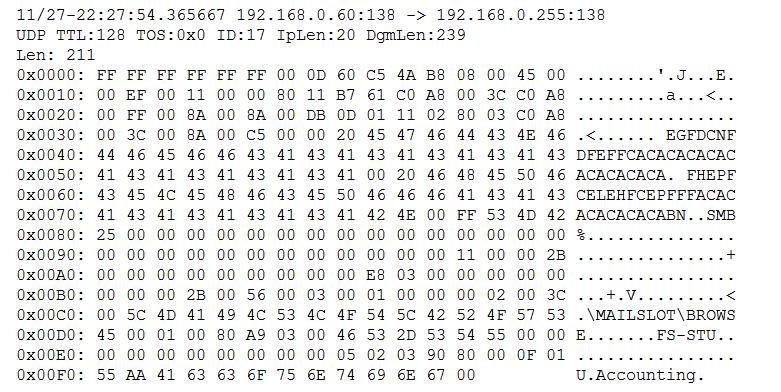 11/27-22:27:54.365667 192.168.0.60:138 -> 192.168.0.255:138
UDP TTL:128 TOS:0x0 ID:17 IpLen:20 DgmLen:239
Len: 211
0x0000: FF FF FF FF FF FF 00 0D 60 C5 4A B8 08 00 45 00 ........'.J...E.
0x0010: 00 EF 00 11 00 00 80 11 B7 61 C0 A8 00 3C C0 A8 .........a...<..
0x0020: 00 FF 00 8A 00 8A 00 DB 0D 01 11 02 80 03 C0 A8 ................
0x0030: 00 3C 00 8A 00 C5 00 00 20 45 47 46 44 43 4E 46 .<...... EGFDCNF
0x0040: 44 46 45 46 46 43 41 43 41 43 41 43 41 43 41 43 DFEFFCACACACACAC
0x0050: 41 43 41 43 41 43 41 43 41 00 20 46 48 45 50 46 ACACACACA. FHEPF
0x0060: 43 45 4C 45 48 46 43 45 50 46 46 46 41 43 41 43 CELEHFCEPFFFACAC
0x0070: 41 43 41 43 41 43 41 43 41 42 4E 00 FF 53 4D 42 ACACACACABN..SMB
0x0080: 25 00 00 00 00 00 00 00 00 00 00 00 00 00 00 00 %...............
0x0090: 00 00 00 00 00 00 00 00 00 00 00 00 11 00 00 2B ...............+
0x00A0: 00 00 00 00 00 00 00 00 00 E8 03 00 00 00 00 00 ................
0x00B0: 00 00 00 2B 00 56 00 03 00 01 00 00 00 02 00 3C ...+.V.........<
0x00C0: 00 5C 4D 41 49 4C 53 4C 4F 54 5C 42 52 4F 57 53 .\MAILSLOT\BROWS
0x00D0: 45 00 01 00 80 A9 03 00 46 53 2D 53 54 55 00 00 E.......FS-STU..
0x00E0: 00 00 00 00 00 00 00 00 05 02 03 90 80 00 0F 01 ................
0x00F0: 55 AA 41 63 63 6F 75 6E 74 69 6E 67 00 U.Accounting.